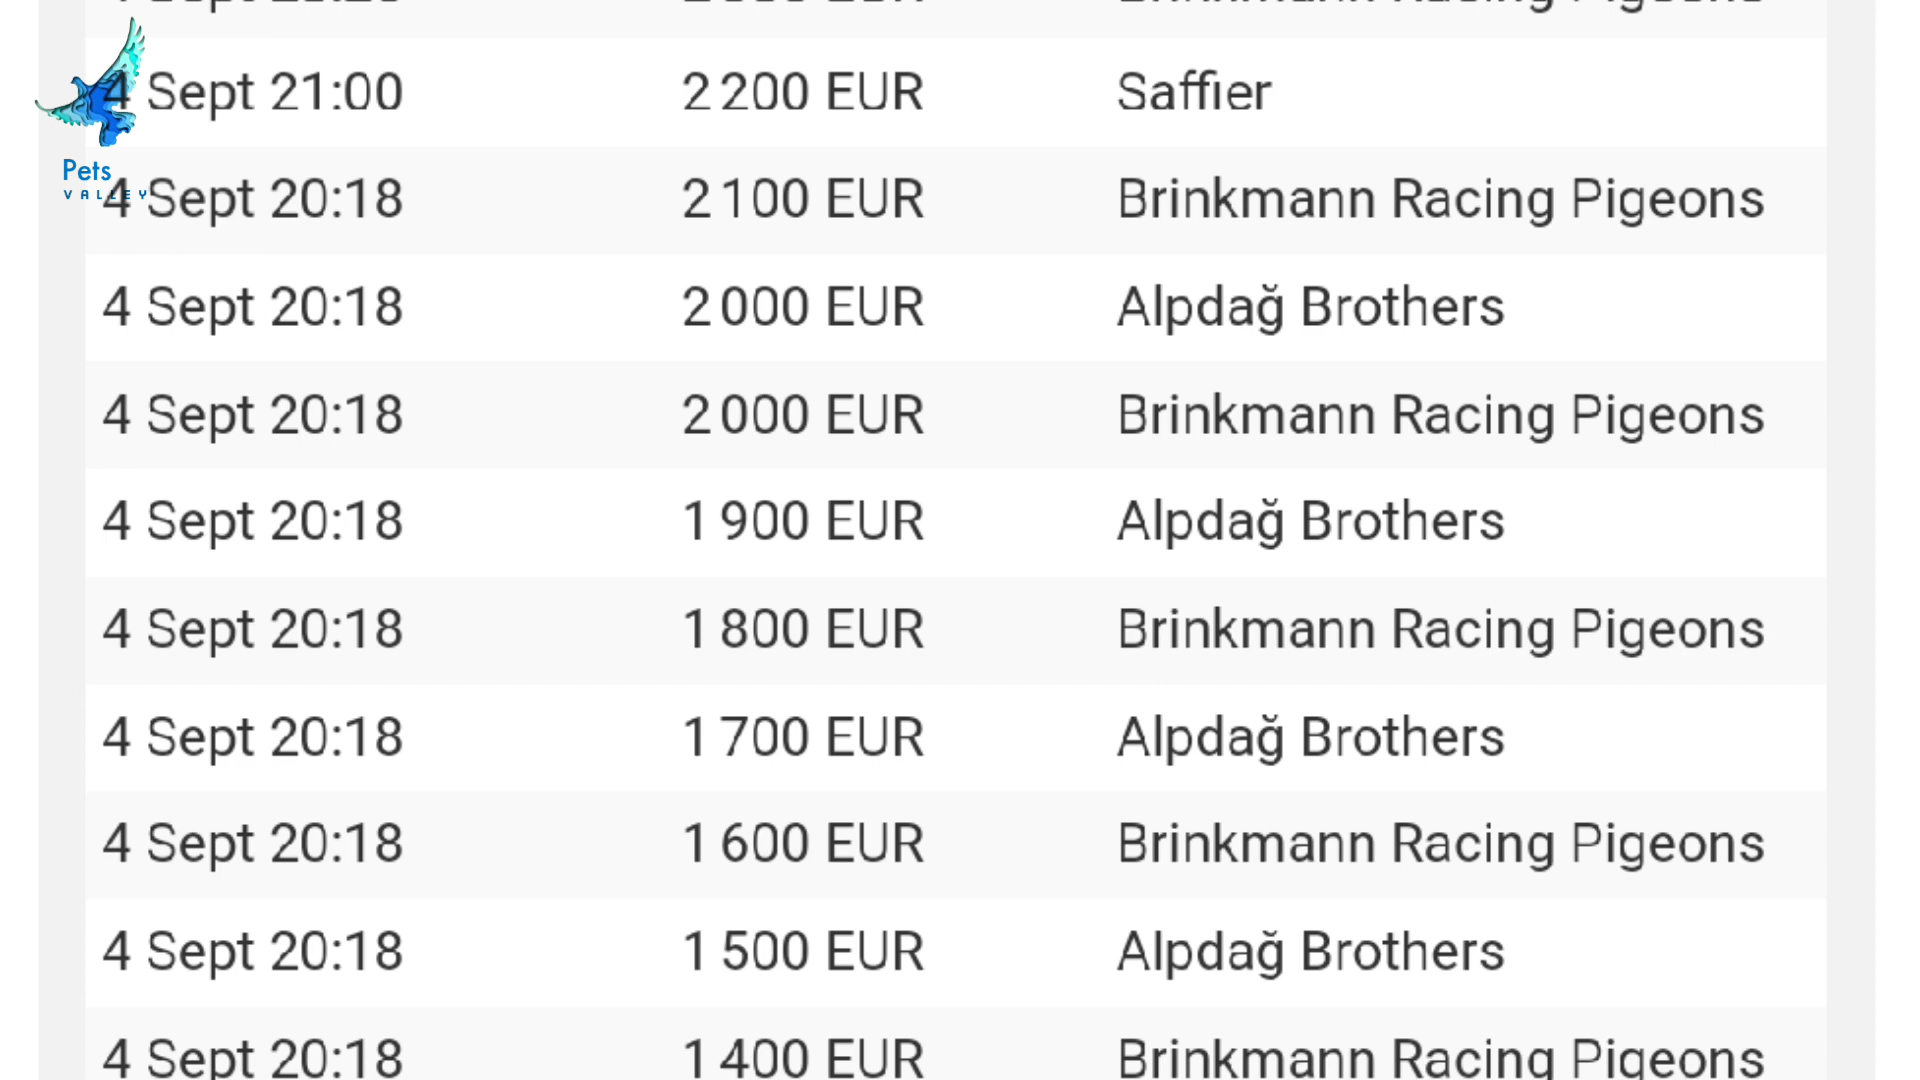 Brinkmann Racing Pigeons
4 Sept 21:00 2 200 EUR Saffier
Pets
VALLEY
4 Sept 20:18 2 100 EUR Brinkmann Racing Pigeons
4 Sept 20:18 2 000 EUR Alpdağ Brothers
4 Sept 20:18 2 000 EUR Brinkmann Racing Pigeons
4 Sept 20:18 1 900 EUR Alpdağ Brothers
4 Sept 20:18 1 800 EUR Brinkmann Racing Pigeons
4 Sept 20:18 1 700 EUR Alpdağ Brothers
4 Sept 20:18 1 600 EUR Brinkmann Racing Pigeons
4 Sept 20:18 1 500 EUR Alpdağ Brothers
4 Sept 20:18 1 400 EUR Brinkmann Racing Pigeons